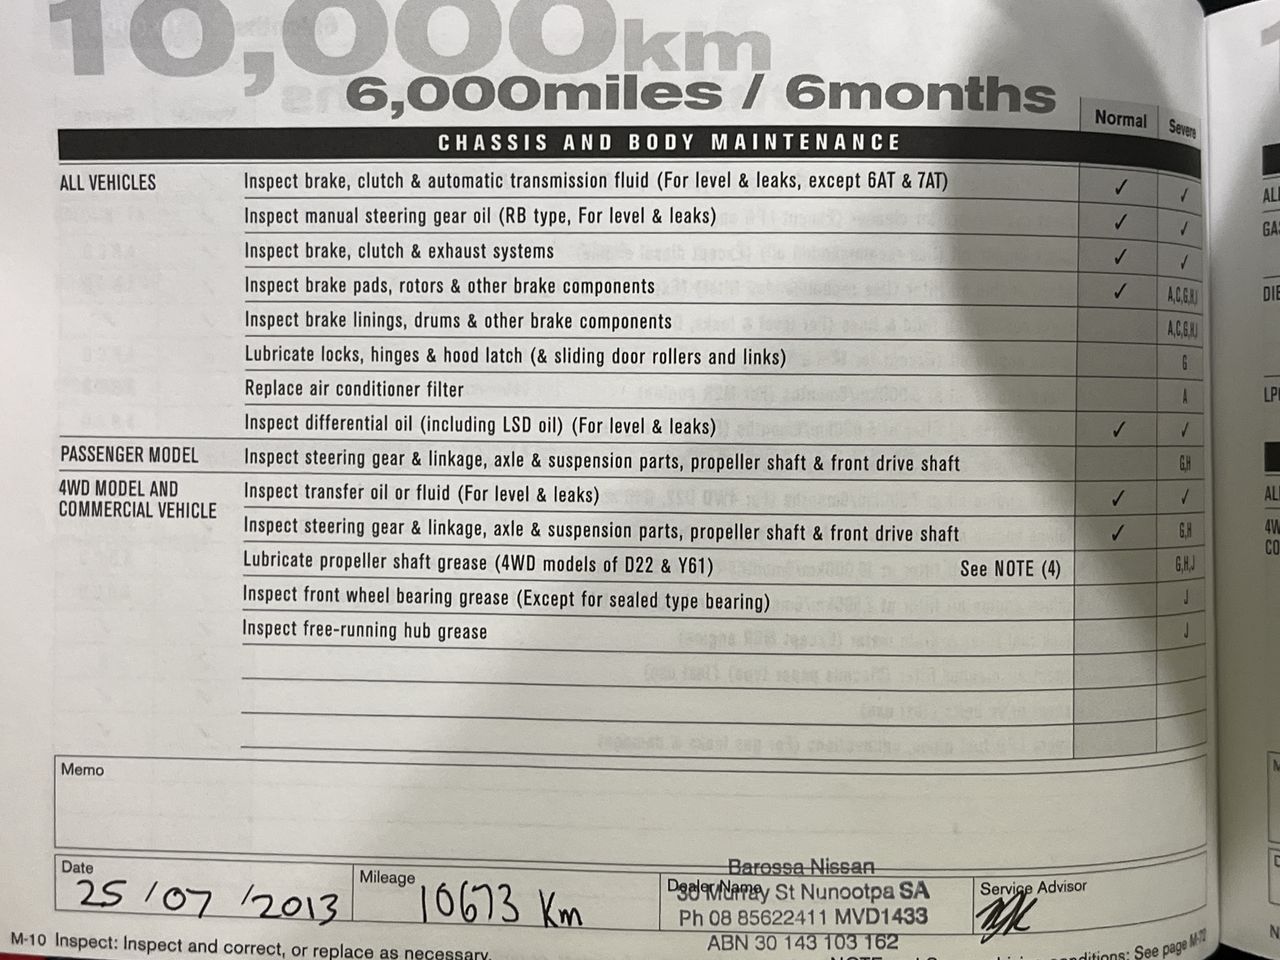 10,000km
6,000miles / 6months
Normal Severe
CHASSIS AND BODY MAINTENANCE
ALL VEHICLES Inspect brake, clutch & automatic transmission fluid (For level & leaks, except 6AT & 7AT) ✓ ✓
Inspect manual steering gear oil (RB type, For level & leaks) ✓ ✓
Inspect brake, clutch & exhaust systems ✓ ✓
Inspect brake pads, rotors & other brake components ✓ A,C,G,H,I
Inspect brake linings, drums & other brake components A,C,G,H,I
Lubricate locks, hinges & hood latch (& sliding door rollers and links) G
Replace air conditioner filter A
Inspect differential oil (including LSD oil) (For level & leaks) ✓ ✓
PASSENGER MODEL Inspect steering gear & linkage, axle & suspension parts, propeller shaft & front drive shaft G,H
4WD MODEL AND
COMMERCIAL VEHICLE
Inspect transfer oil or fluid (For level & leaks) ✓ ✓
Inspect steering gear & linkage, axle & suspension parts, propeller shaft & front drive shaft ✓ G,H
Lubricate propeller shaft grease (4WD models of D22 & Y61) See NOTE (4) G,H,J
Inspect front wheel bearing grease (Except for sealed type bearing) J
Inspect free-running hub grease J
Memo
Date
25/07/2013
Mileage
10673 Km
Dealer Name
Barossa Nissan
30 Murray St Nunootpa SA
Ph 08 85622411 MVD1433
ABN 30 143 103 162
Service Advisor
M-10 Inspect: Inspect and correct, or replace as necessary.
conditions: See page M-